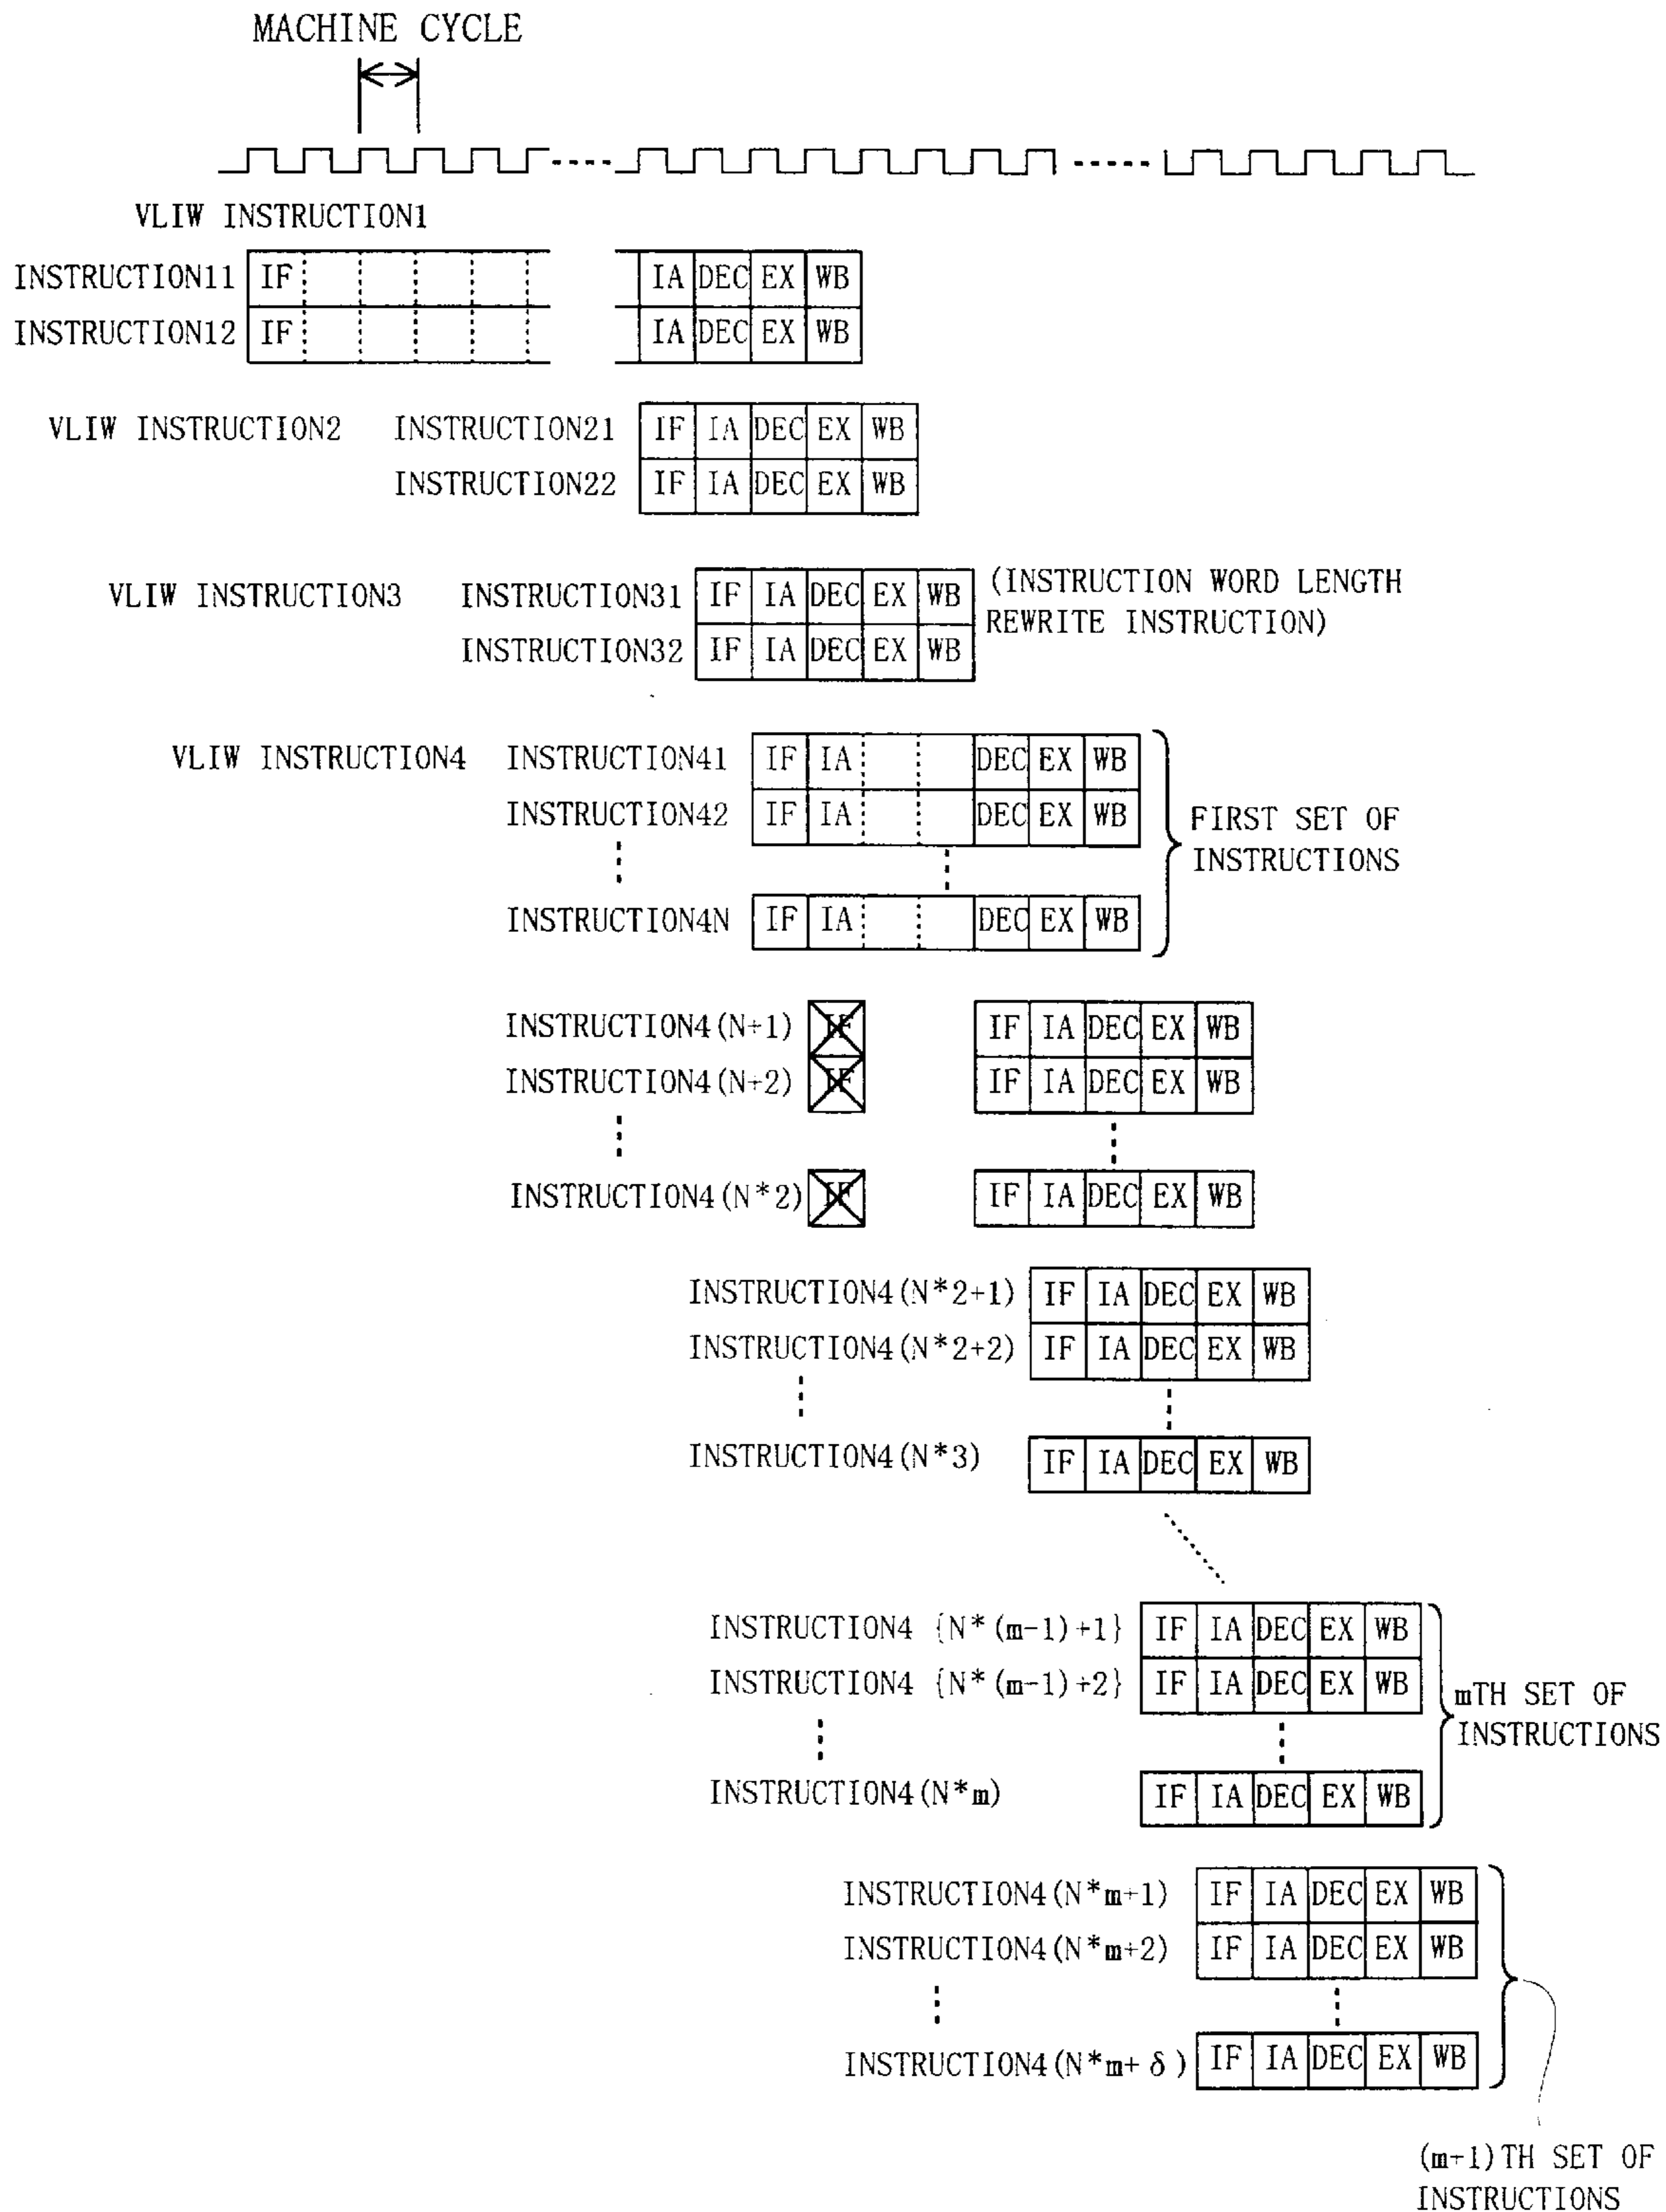 MACHINE CYCLE
VLIW INSTRUCTION1
INSTRUCTION11 IF IA DEC EX WB
INSTRUCTION12 IF IA DEC EX WB
VLIW INSTRUCTION2 INSTRUCTION21 IF IA DEC EX WB
INSTRUCTION22 IF IA DEC EX WB
VLIW INSTRUCTION3 INSTRUCTION31 IF IA DEC EX WB (INSTRUCTION WORD LENGTH
INSTRUCTION32 IF IA DEC EX WB REWRITE INSTRUCTION)
VLIW INSTRUCTION4 INSTRUCTION41 IF IA DEC EX WB
INSTRUCTION42 IF IA DEC EX WB
FIRST SET OF
INSTRUCTIONS
INSTRUCTION4N IF IA DEC EX WB
INSTRUCTION4(N+1) IF IF IA DEC EX WB
INSTRUCTION4(N+2) IF IF IA DEC EX WB
INSTRUCTION4(N*2) IF IF IA DEC EX WB
INSTRUCTION4(N*2+1) IF IA DEC EX WB
INSTRUCTION4(N*2+2) IF IA DEC EX WB
INSTRUCTION4(N*3) IF IA DEC EX WB
INSTRUCTION4 {N*(m-1)+1} IF IA DEC EX WB
INSTRUCTION4 {N*(m-1)+2} IF IA DEC EX WB
mTH SET OF
INSTRUCTIONS
INSTRUCTION4(N*m) IF IA DEC EX WB
INSTRUCTION4(N*m+1) IF IA DEC EX WB
INSTRUCTION4(N*m+2) IF IA DEC EX WB
INSTRUCTION4(N*m+δ) IF IA DEC EX WB
(m+1)TH SET OF
INSTRUCTIONS